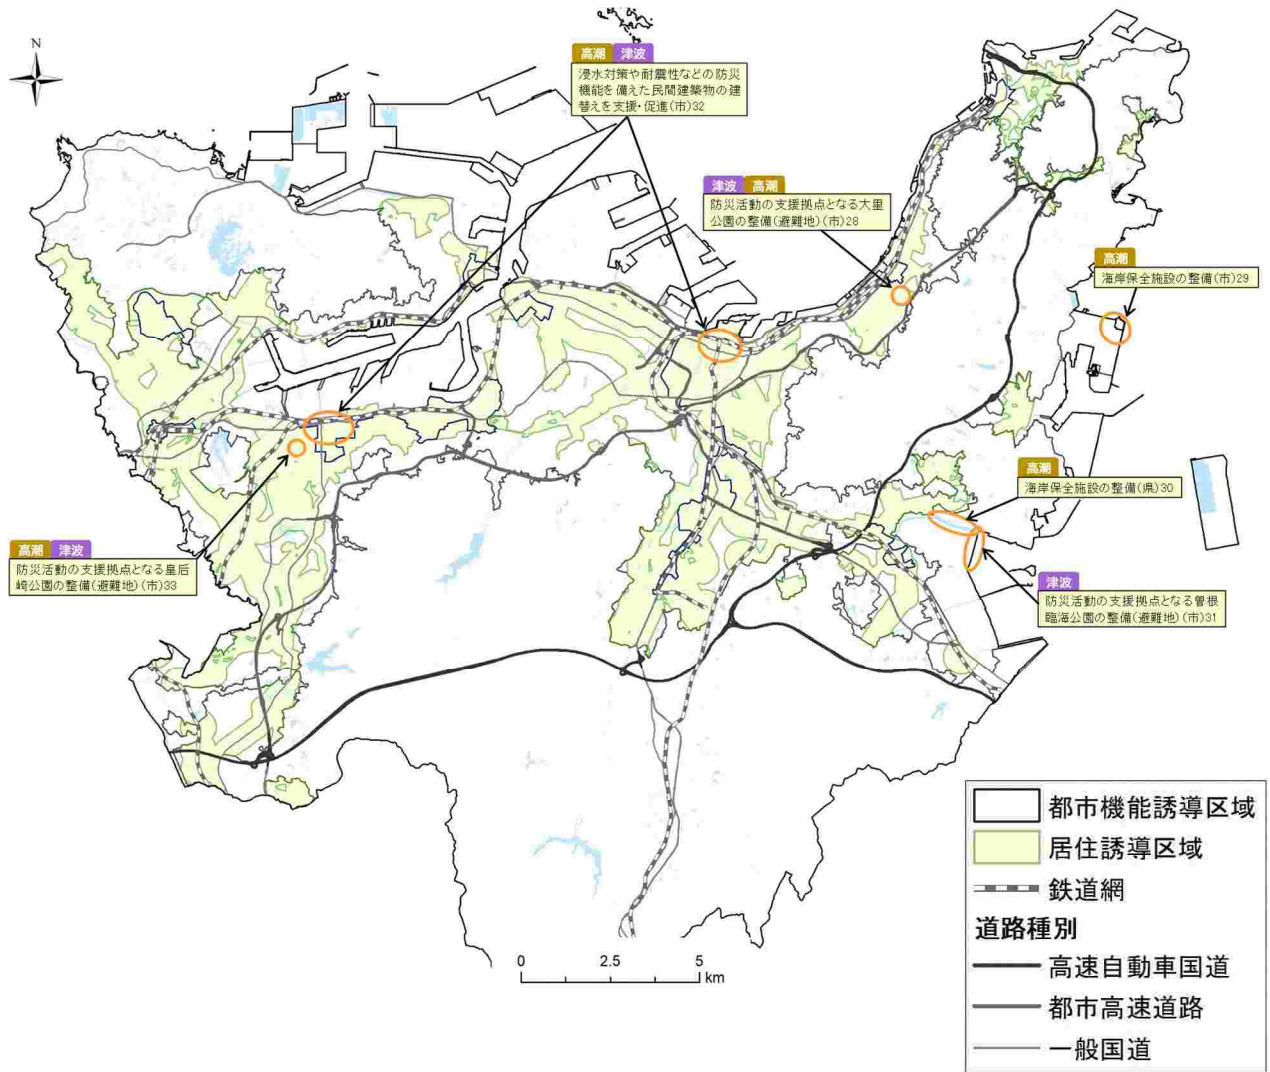 N
高潮 津波
浸水対策や耐震性などの防災
機能を備えた民間建築物の建
替えを支援・促進(市)32
津波 高潮
防災活動の支援拠点となる大里
公園の整備(避難地)(市)28
高潮
海岸保全施設の整備(市)29
高潮
海岸保全施設の整備(県)30
津波
防災活動の支援拠点となる曽根
臨海公園の整備(避難地)(市)31
高潮 津波
防災活動の支援拠点となる皇后
崎公園の整備(避難地)(市)33
0 2.5 5
km
都市機能誘導区域
居住誘導区域
鉄道網
道路種別
高速自動車国道
都市高速道路
一般国道